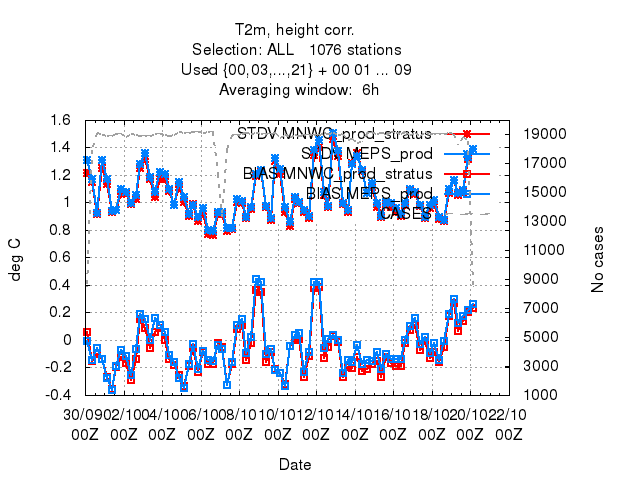 T2m, height corr.
Selection: ALL 1076 stations
Used {00,03,...,21} + 00 01 ... 09
Averaging window: 6h
1.6
1.4
1.2
1
0.8
0.6
0.4
0.2
0
-0.2
-0.4
deg C
19000
17000
15000
13000
11000
9000
7000
5000
3000
1000
No cases
STDV MNWC_prod_stratus
STDV MEPS_prod
BIAS MNWC_prod_stratus
BIAS MEPS_prod
CASES
30/09 02/10 04/10 06/10 08/10 10/10 12/10 14/10 16/10 18/10 20/10 22/10
00Z 00Z 00Z 00Z 00Z 00Z 00Z 00Z 00Z 00Z 00Z 00Z
Date